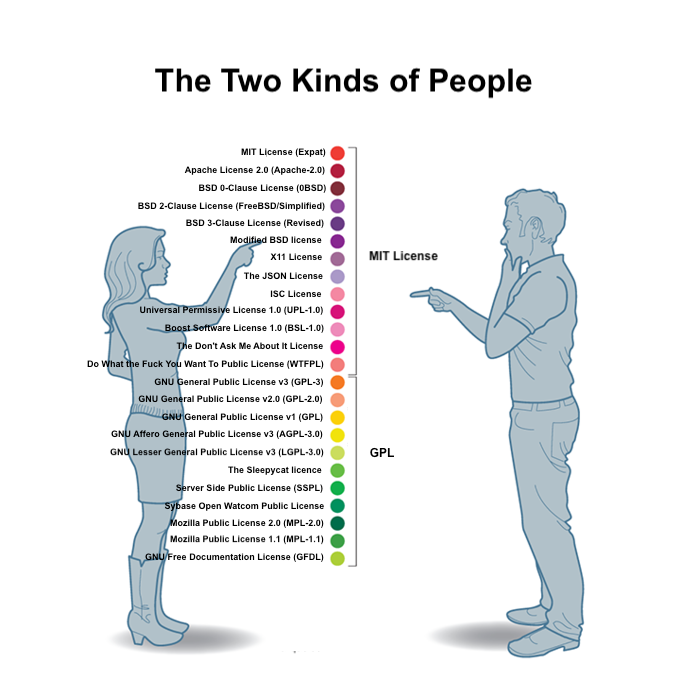 The Two Kinds of People
MIT License (Expat)
Apache License 2.0 (Apache-2.0)
BSD 0-Clause License (0BSD)
BSD 2-Clause License (FreeBSD/Simplified)
BSD 3-Clause License (Revised)
Modified BSD license
X11 License
MIT License
The JSON License
ISC License
Universal Permissive License 1.0 (UPL-1.0)
Boost Software License 1.0 (BSL-1.0)
The Don't Ask Me About It License
Do What the Fuck You Want To Public License (WTFPL)
GNU General Public License v3 (GPL-3)
GNU General Public License v2.0 (GPL-2.0)
GNU General Public License v1 (GPL)
GNU Affero General Public License v3 (AGPL-3.0)
GNU Lesser General Public License v3 (LGPL-3.0)
GPL
The Sleepycat licence
Server Side Public License (SSPL)
Sybase Open Watcom Public License
Mozilla Public License 2.0 (MPL-2.0)
Mozilla Public License 1.1 (MPL-1.1)
GNU Free Documentation License (GFDL)